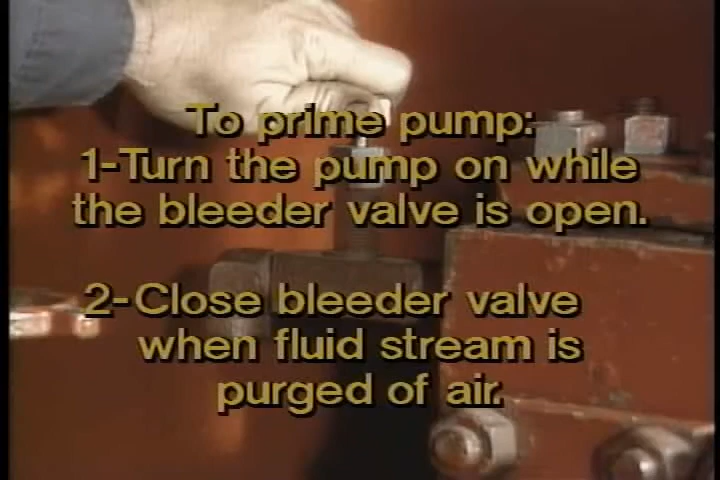 To prime pump:
1-Turn the pump on while
the bleeder valve is open.
2-Close bleeder valve
when fluid stream is
purged of air.